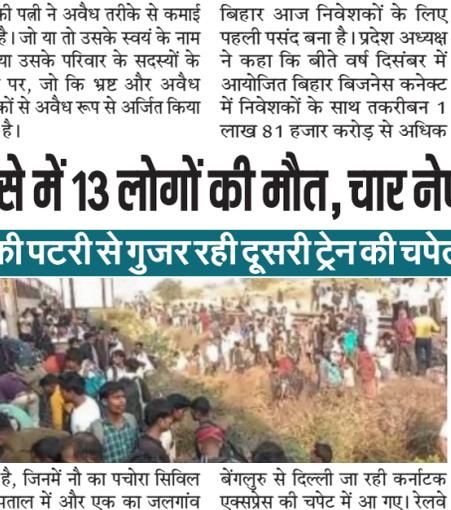 की पत्नी ने अवैध तरीके से कमाई
है। जो या तो उसके स्वयं के नाम
या उसके परिवार के सदस्यों के
पर, जो कि भ्रष्ट और अवैध
कों से अवैध रूप से अर्जित किया
है।
बिहार आज निवेशकों के लिए
पहली पसंद बना है। प्रदेश अध्यक्ष
ने कहा कि बीते वर्ष दिसंबर में
आयोजित बिहार बिजनेस कनेक्ट
में निवेशकों के साथ तकरीबन 1
लाख 81 हजार करोड़ से अधिक
से में 13 लोगों की मौत, चार
की पटरी से गुजर रही दूसरी ट्रेन की चपेट
है, जिनमें नौ का पचोरा सिविल
पताल में और एक का जलगांव
बेंगलुरु से दिल्ली जा रही कर्नाटक
एक्सप्रेस की चपेट में आ गए। रेलवे